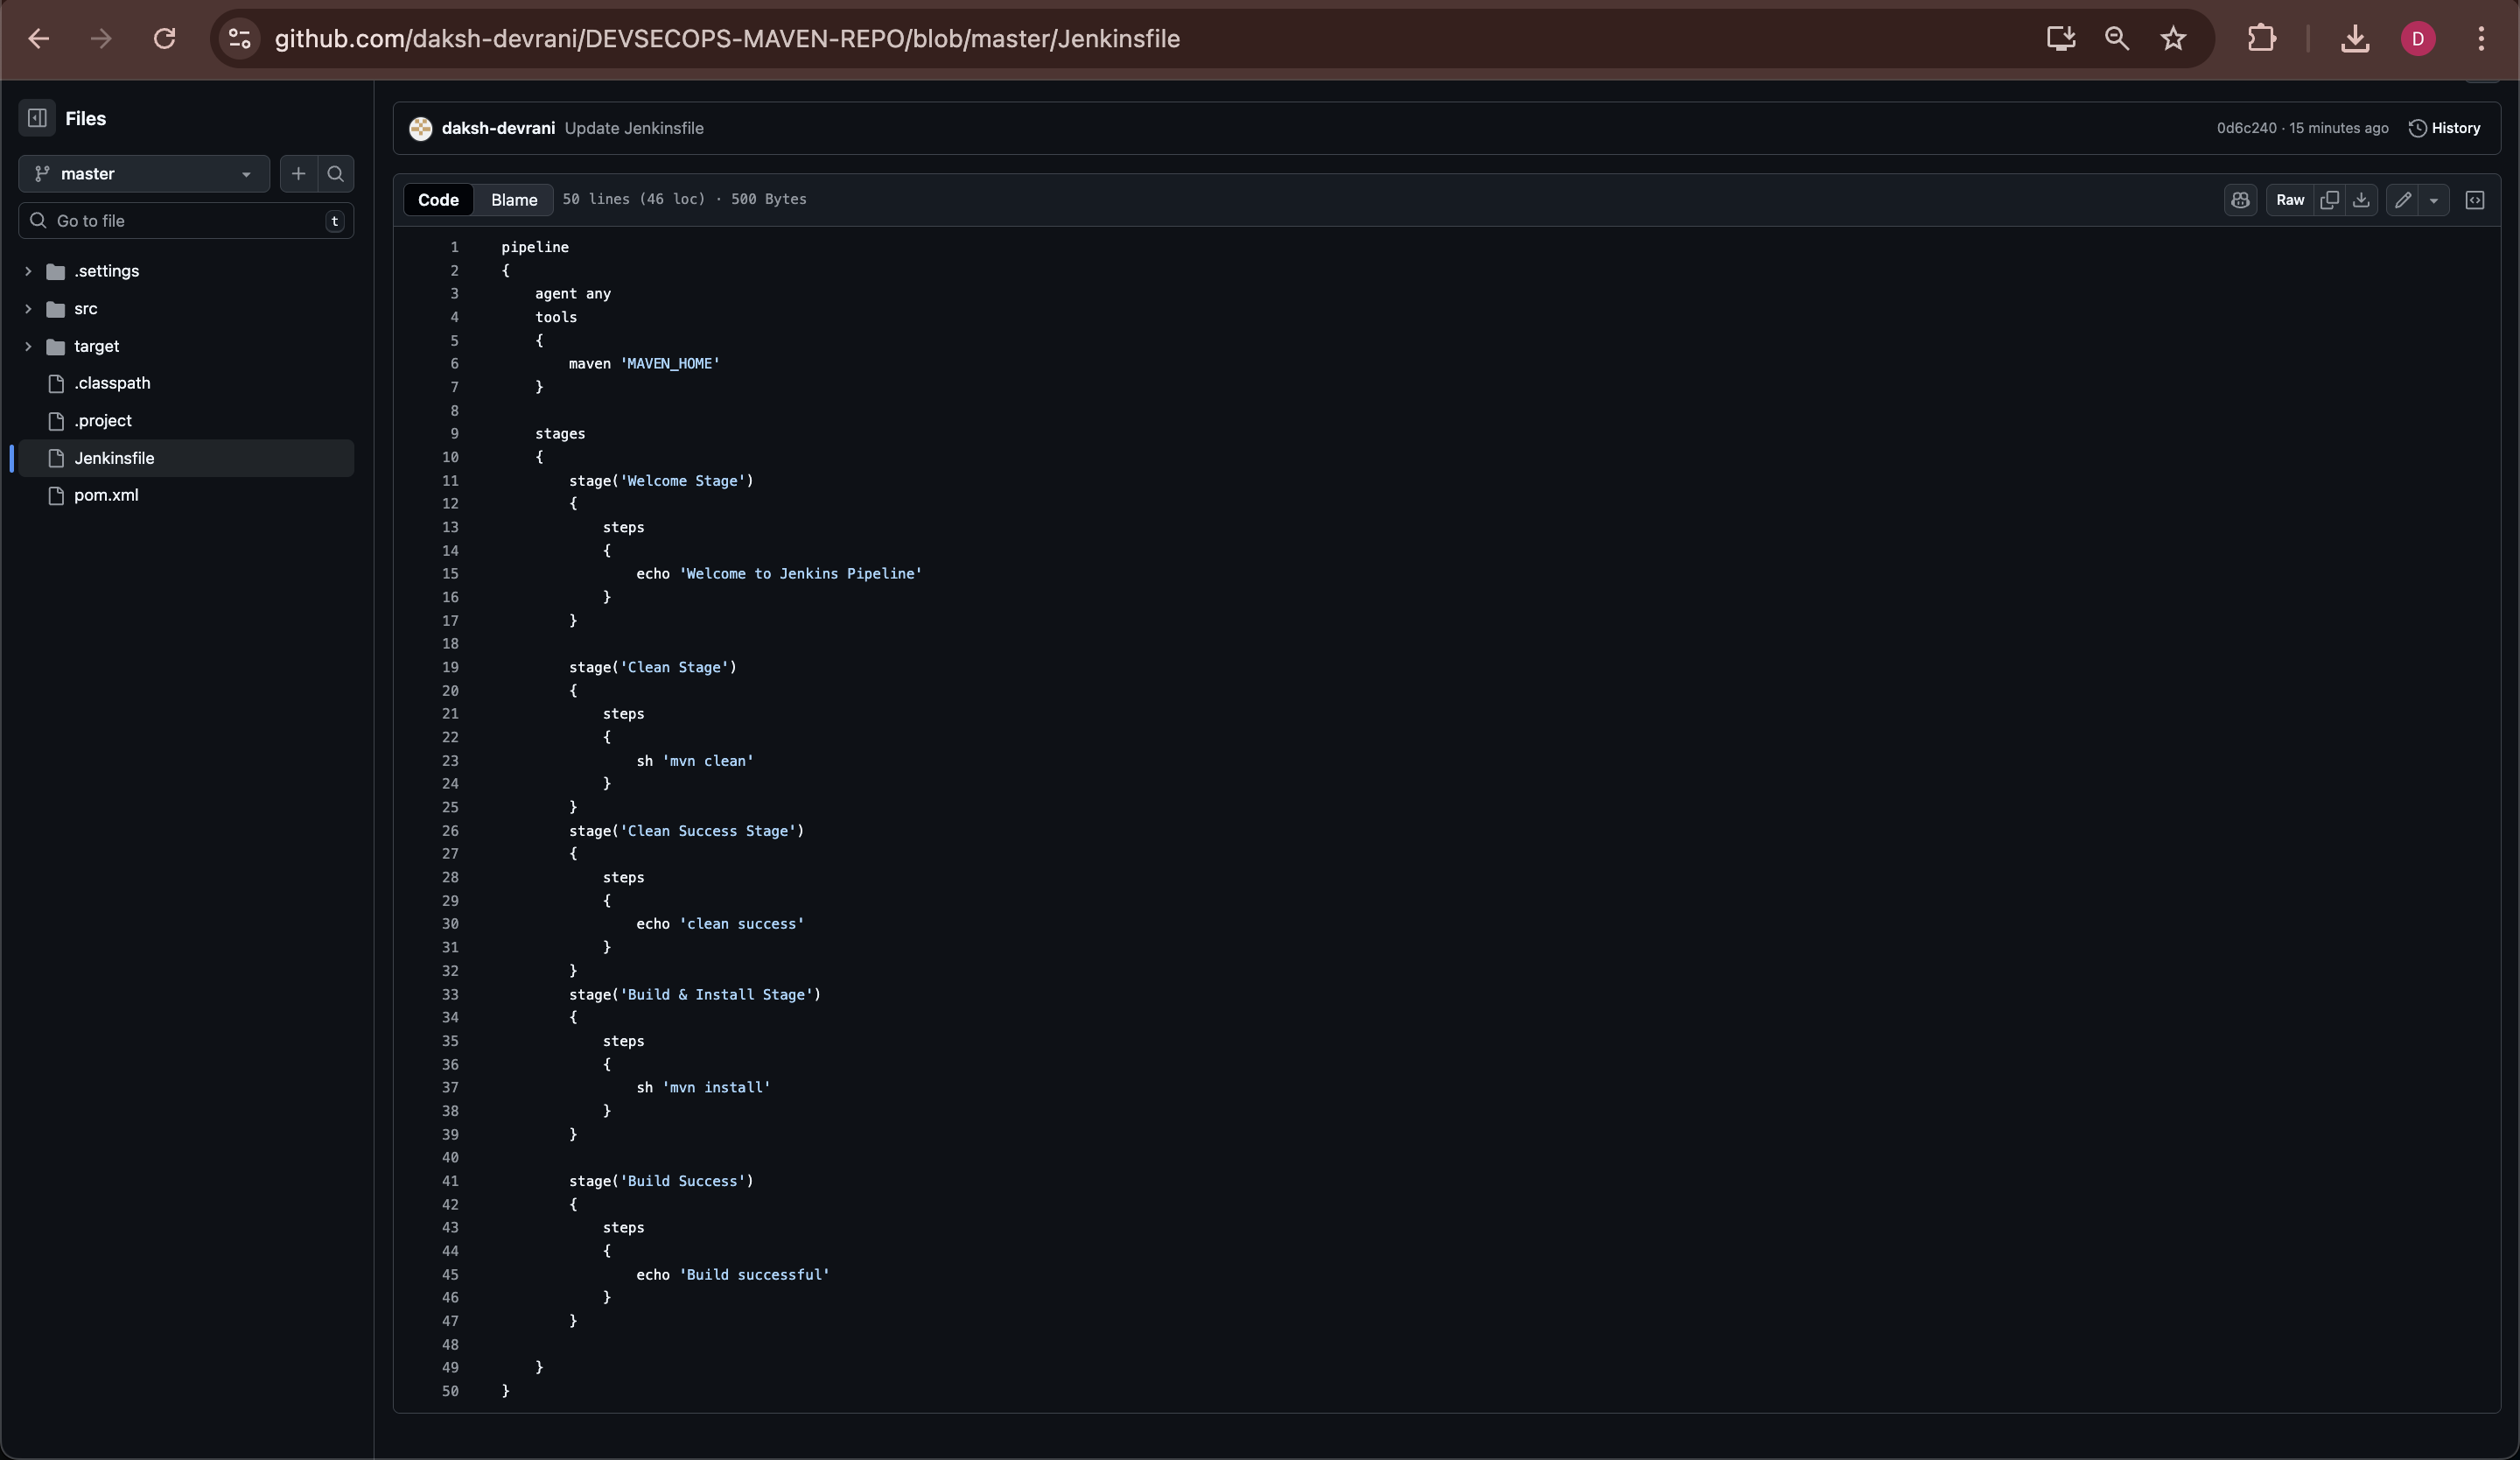 github.com/daksh-devrani/DEVSECOPS-MAVEN-REPO/blob/master/Jenkinsfile
D
Files
master
Go to file
t
.settings
src
target
.classpath
.project
Jenkinsfile
pom.xml
daksh-devrani Update Jenkinsfile
0d6c240 · 15 minutes ago
History
Code
Blame
50 lines (46 loc) · 500 Bytes
Raw
1 pipeline
2 {
3     agent any
4     tools
5     {
6         maven 'MAVEN_HOME'
7     }
8
9     stages
10     {
11         stage('Welcome Stage')
12         {
13             steps
14             {
15                 echo 'Welcome to Jenkins Pipeline'
16             }
17         }
18
19         stage('Clean Stage')
20         {
21             steps
22             {
23                 sh 'mvn clean'
24             }
25         }
26         stage('Clean Success Stage')
27         {
28             steps
29             {
30                 echo 'clean success'
31             }
32         }
33         stage('Build & Install Stage')
34         {
35             steps
36             {
37                 sh 'mvn install'
38             }
39         }
40
41         stage('Build Success')
42         {
43             steps
44             {
45                 echo 'Build successful'
46             }
47         }
48
49     }
50 }